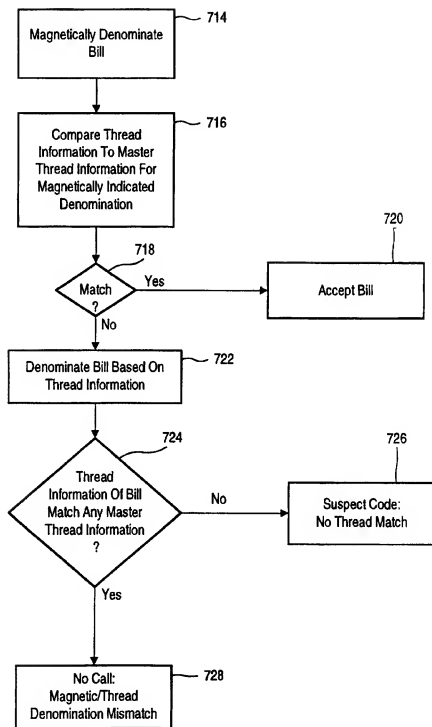 714
Magnetically Denominate
Bill
716
Compare Thread
Information To Master
Thread Information For
Magnetically Indicated
Denomination
718
720
Match
?
Yes
Accept Bill
No
Denominate Bill Based On
Thread Information
722
724
726
Thread
Information Of Bill
Match Any Master
Thread Information
?
No
Suspect Code:
No Thread Match
Yes
728
No Call:
Magnetic/Thread
Denomination Mismatch